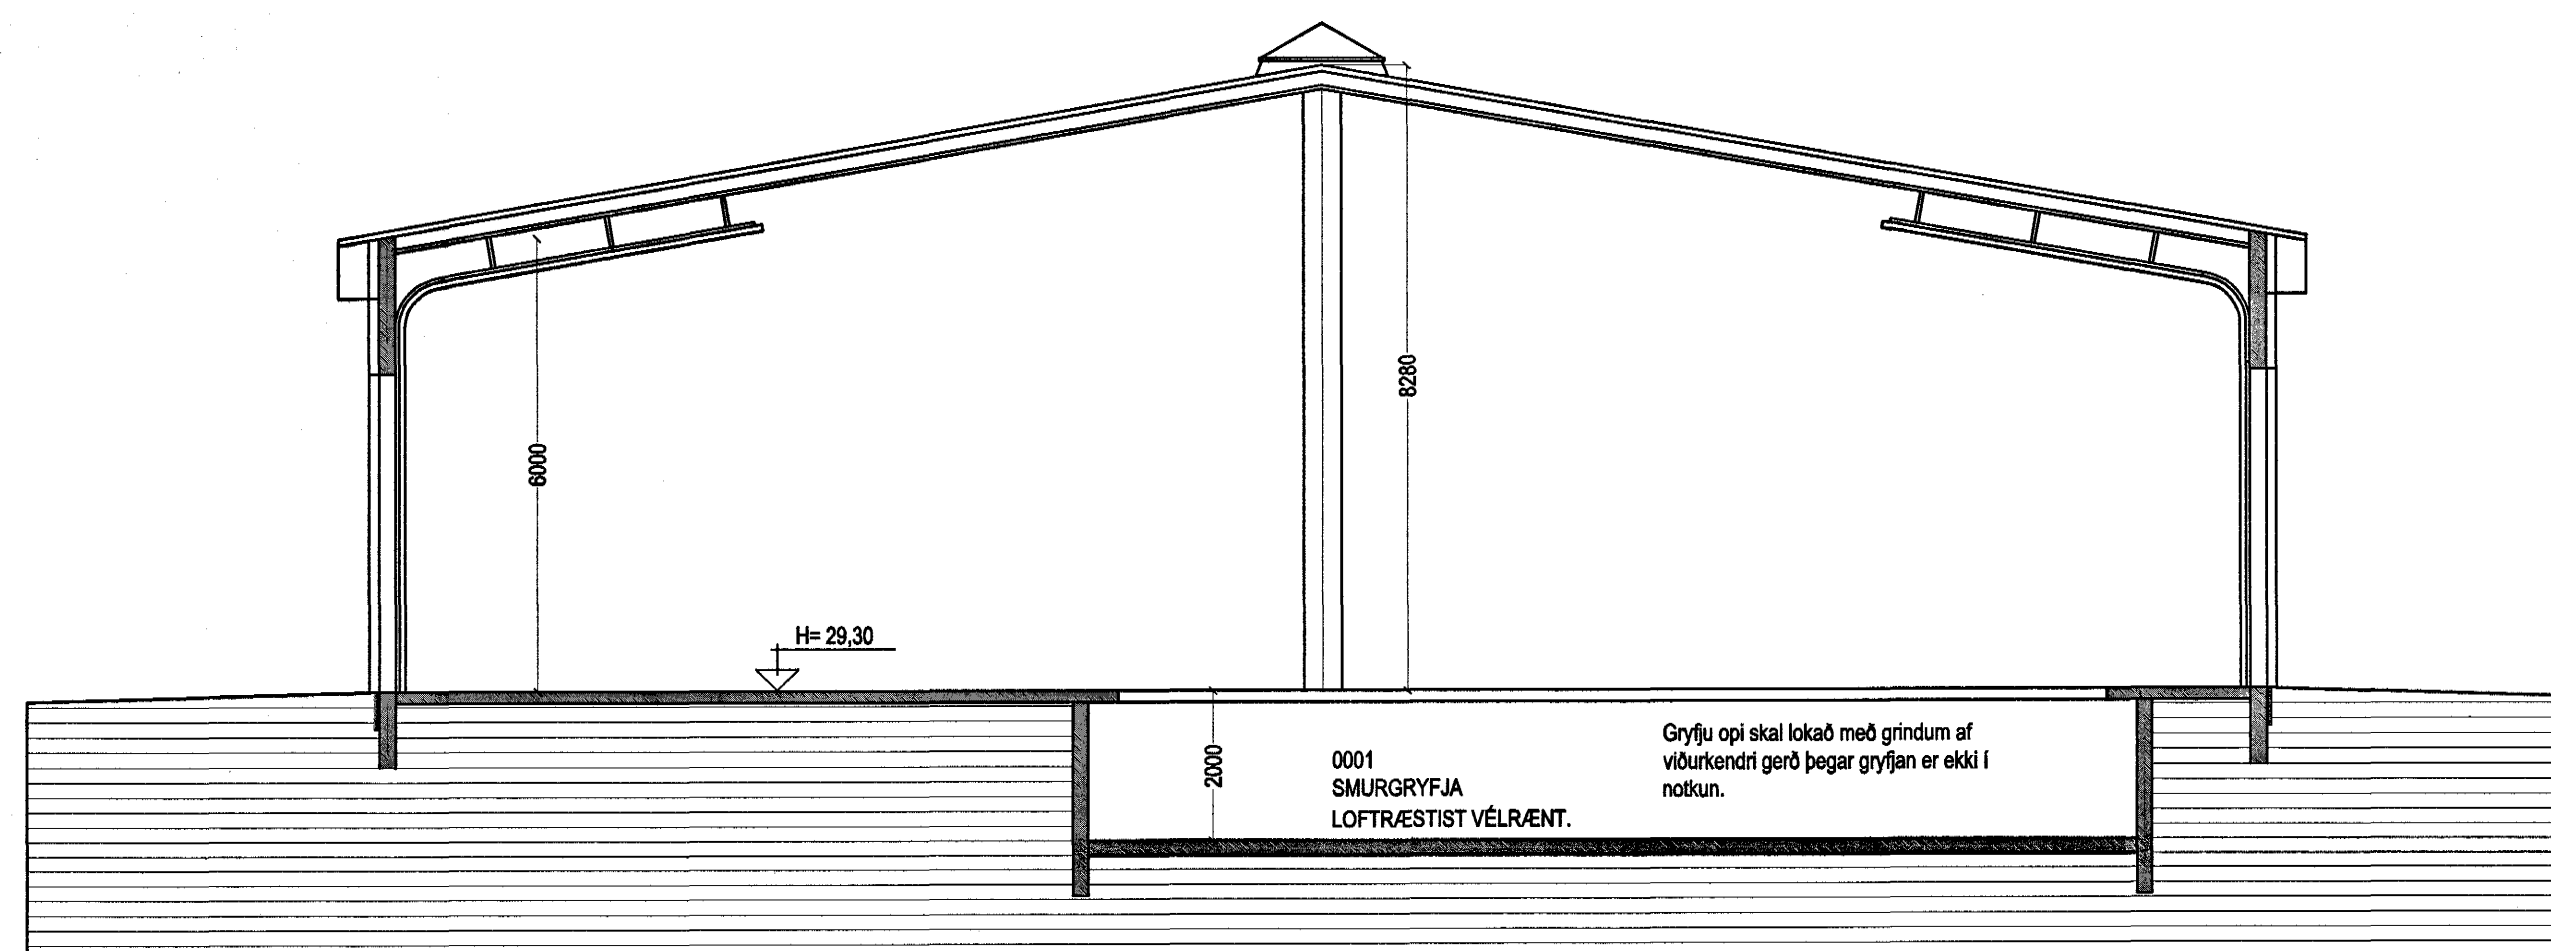 8280
6000
H= 29,30
2000
0001
SMURGRYFJA
LOFTRÆSTIST VÉLRÆNT.
Gryfju opi skal lokað með grindum af
viðurkendri gerð þegar gryfjan er ekki í
notkun.